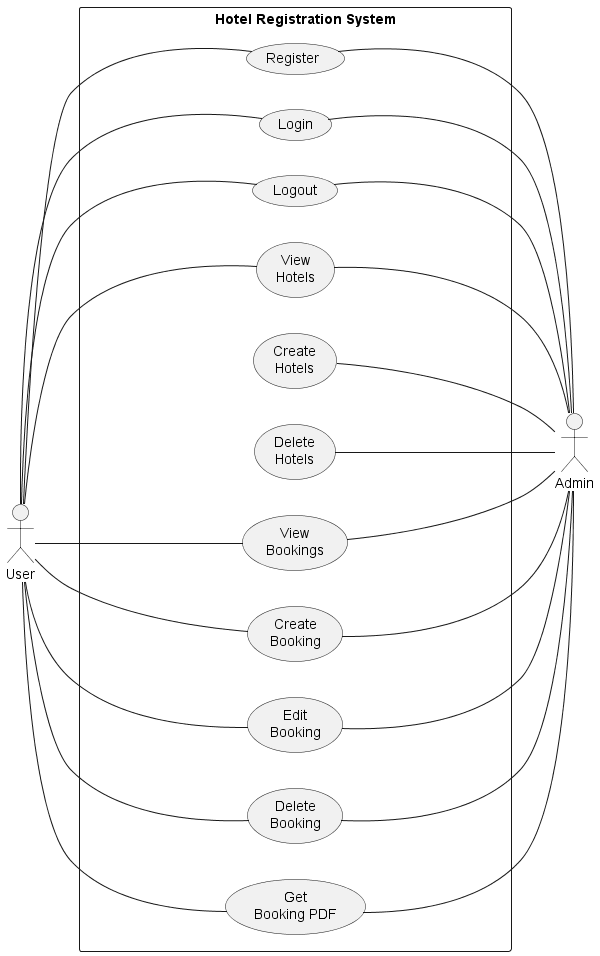 Hotel Registration System
Register
Login
Logout
View
Hotels
Create
Hotels
Delete
Hotels
Admin
View
Bookings
User
Create
Booking
Edit
Booking
Delete
Booking
Get
Booking PDF